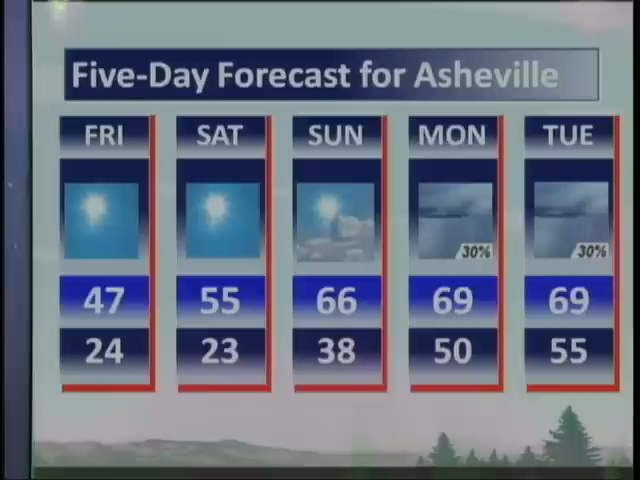 Five-Day Forecast for Asheville
FRI SAT SUN MON TUE
30% 30%
47 55 66 69 69
24 23 38 50 55